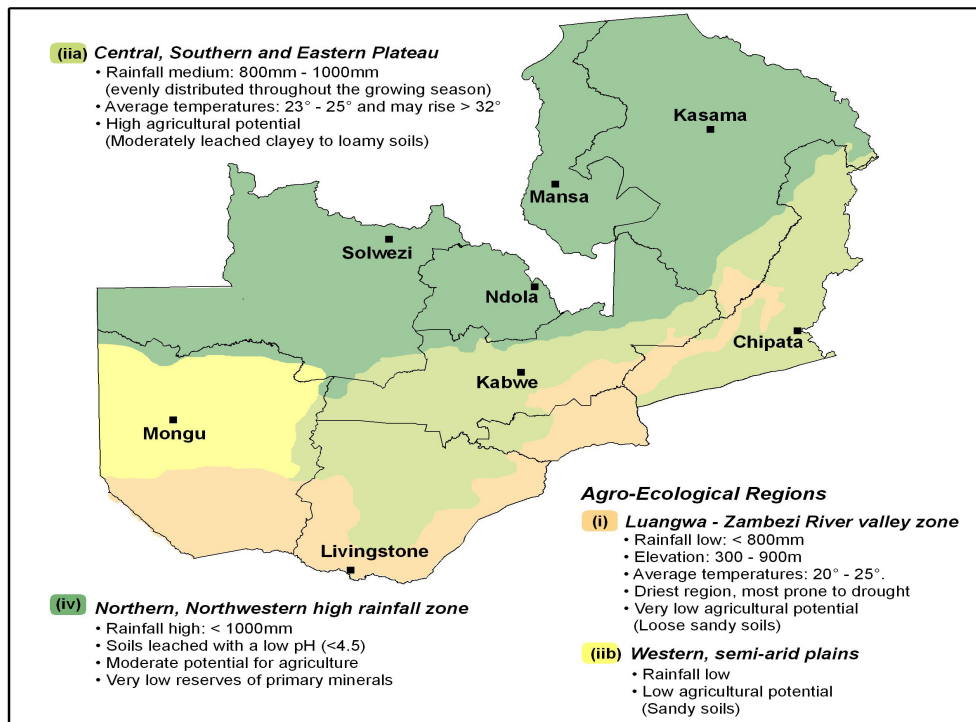 (iia) Central, Southern and Eastern Plateau
• Rainfall medium: 800mm - 1000mm
(evenly distributed throughout the growing season)
• Average temperatures: 23° - 25° and may rise > 32°
• High agricultural potential
(Moderately leached clayey to loamy soils)
Kasama
Mansa
Solwezi
Ndola
Chipata
Kabwe
Mongu
Livingstone
Agro-Ecological Regions
(i) Luangwa - Zambezi River valley zone
• Rainfall low: < 800mm
• Elevation: 300 - 900m
• Average temperatures: 20° - 25°.
• Driest region, most prone to drought
• Very low agricultural potential
(Loose sandy soils)
(iib) Western, semi-arid plains
• Rainfall low
• Low agricultural potential
(Sandy soils)
(iv) Northern, Northwestern high rainfall zone
• Rainfall high: < 1000mm
• Soils leached with a low pH (<4.5)
• Moderate potential for agriculture
• Very low reserves of primary minerals